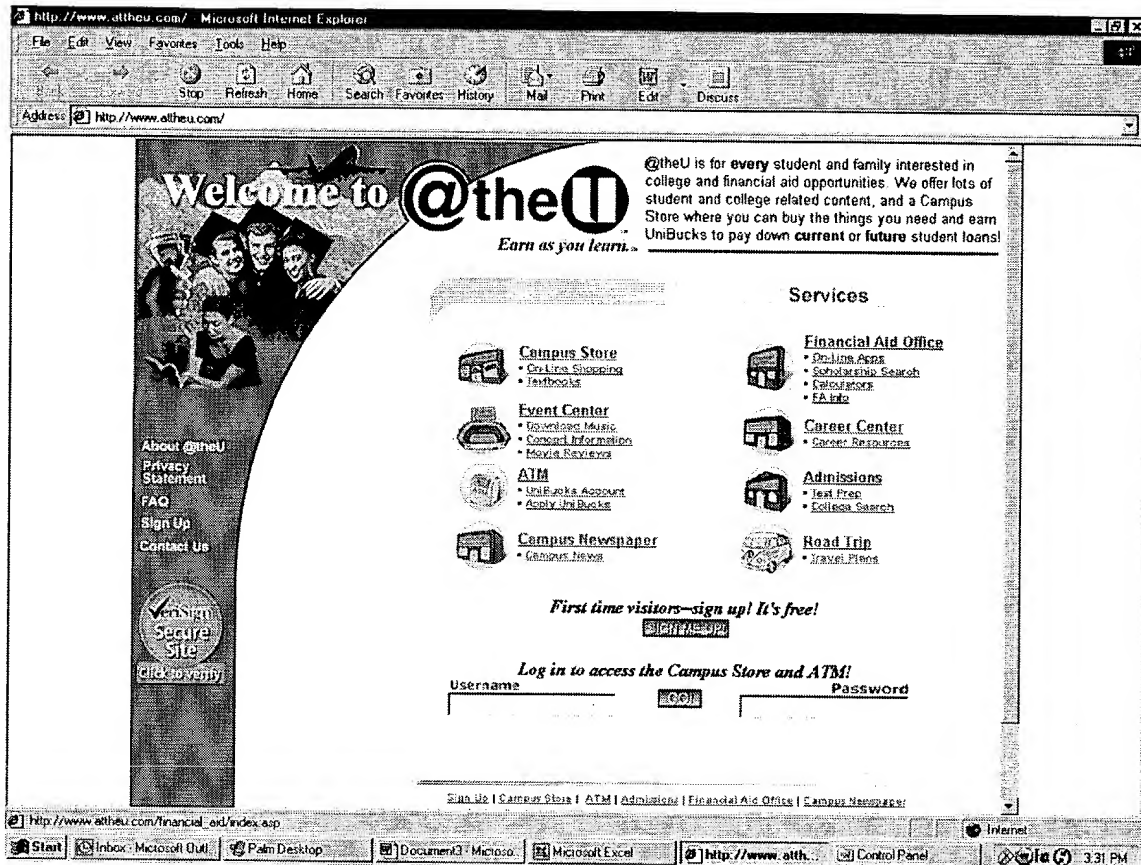 http://www.attheu.com/ - Microsoft Internet Explorer
File Edit View Favorites Tools Help
Stop Refresh Home Search Favorites History Mail Print Edit Discuss
Address http://www.attheu.com/
Welcome to @theU
Earn as you learn.
@theU is for every student and family interested in
college and financial aid opportunities. We offer lots of
student and college related content, and a Campus
Store where you can buy the things you need and earn
UniBucks to pay down current or future student loans!
Services
Campus Store
• On-Line Shopping
• Textbooks
Event Center
• Download Music
• Concert Information
• Movie Reviews
ATM
• UniBucks Account
• Apply UniBucks
Campus Newspaper
• Campus News
Financial Aid Office
• On-Line Apps
• Scholarship Search
• Calculators
• FA Info
Career Center
• Career Resources
Admissions
• Test Prep
• College Search
Road Trip
• Travel Plans
About @theU
Privacy
Statement
FAQ
Sign Up
Contact Us
VeriSign
Secure
Site
Click to verify
First time visitors—sign up! It's free!
SIGN ME UP!
Log in to access the Campus Store and ATM!
Username GO! Password
Sign Up | Campus Store | ATM | Admissions | Financial Aid Office | Campus Newspaper
http://www.attheu.com/financial_aid/index.asp Internet
Start Inbox - Microsoft Outl... Palm Desktop Document3 - Microso... Microsoft Excel http://www.atth... Control Panel 3:31 PM